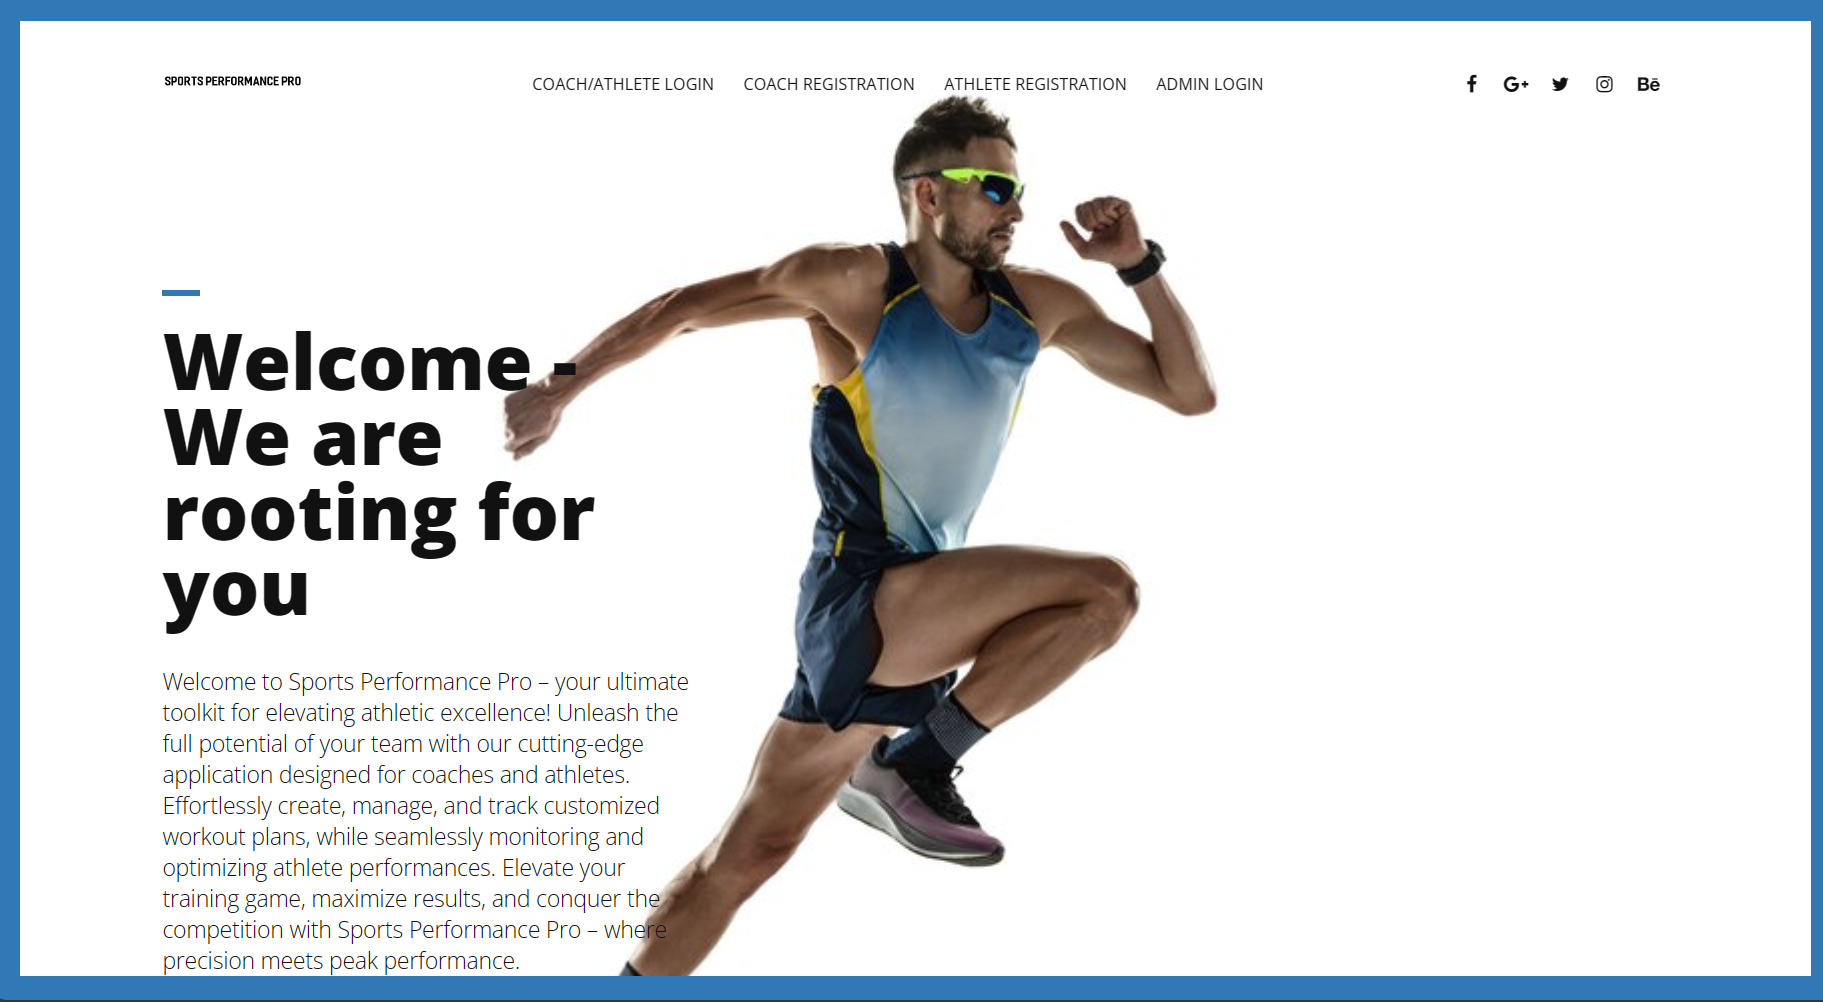 SPORTS PERFORMANCE PRO
COACH/ATHLETE LOGIN COACH REGISTRATION ATHLETE REGISTRATION ADMIN LOGIN
G+ Bē
Welcome -
We are
rooting for
you
Welcome to Sports Performance Pro – your ultimate
toolkit for elevating athletic excellence! Unleash the
full potential of your team with our cutting-edge
application designed for coaches and athletes.
Effortlessly create, manage, and track customized
workout plans, while seamlessly monitoring and
optimizing athlete performances. Elevate your
training game, maximize results, and conquer the
competition with Sports Performance Pro – where
precision meets peak performance.